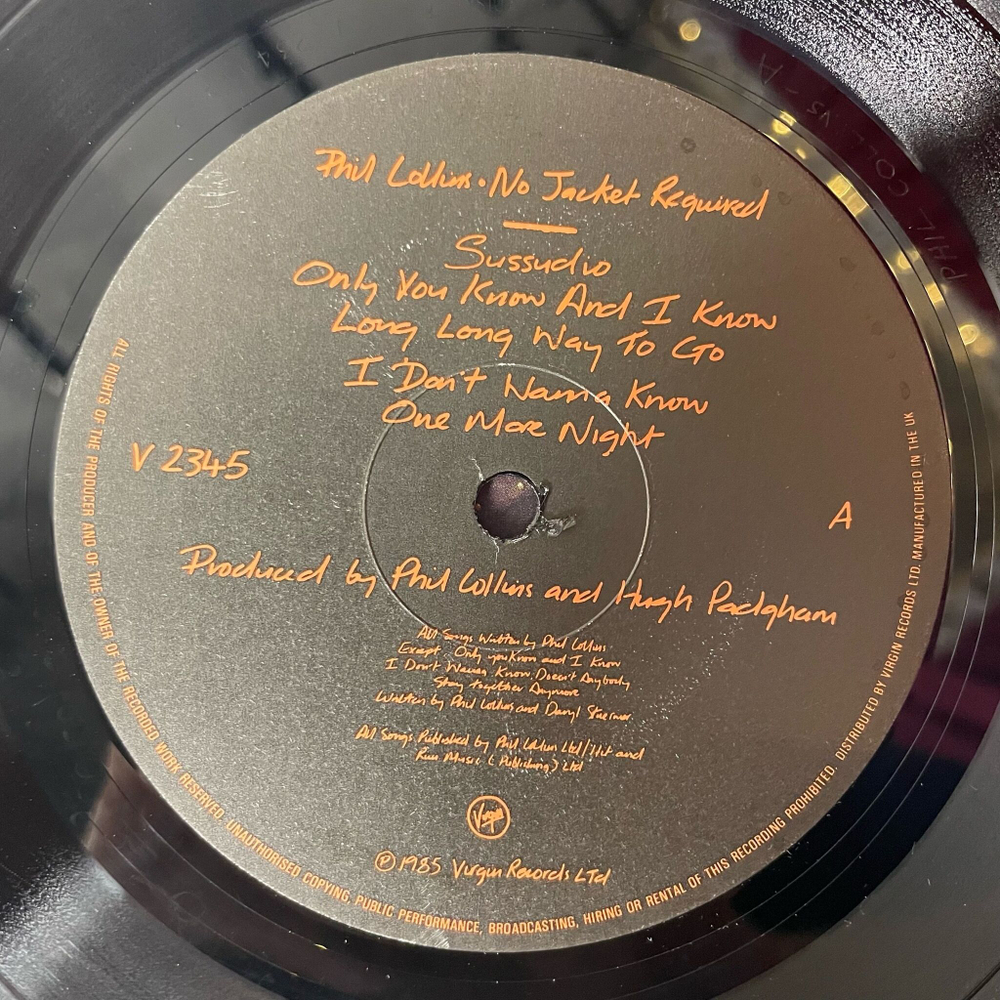 Phil Collins • No Jacket Required
Sussudio
Only You Know And I Know
Long Long Way To Go
I Don't Wanna Know
One More Night
V 2345
A
Produced by Phil Collins and Hugh Padgham
All Songs Written by Phil Collins
Except Only you Know and I Know
I Don't Wanna Know, Doesn't Anybody
Stay together Anymore
Written by Phil Collins and Daryl Stuermer
All Songs Published by Phil Collins Ltd/Hit and
Run Music (Publishing) Ltd
Virgin
℗ 1985 Virgin Records Ltd
ALL RIGHTS OF THE PRODUCER AND OF THE OWNER OF THE RECORDED WORK RESERVED. UNAUTHORISED COPYING, PUBLIC PERFORMANCE, BROADCASTING, HIRING OR RENTAL OF THIS RECORDING PROHIBITED. DISTRIBUTED BY VIRGIN RECORDS LTD. MANUFACTURED IN THE UK
PHIL COLL VS - A